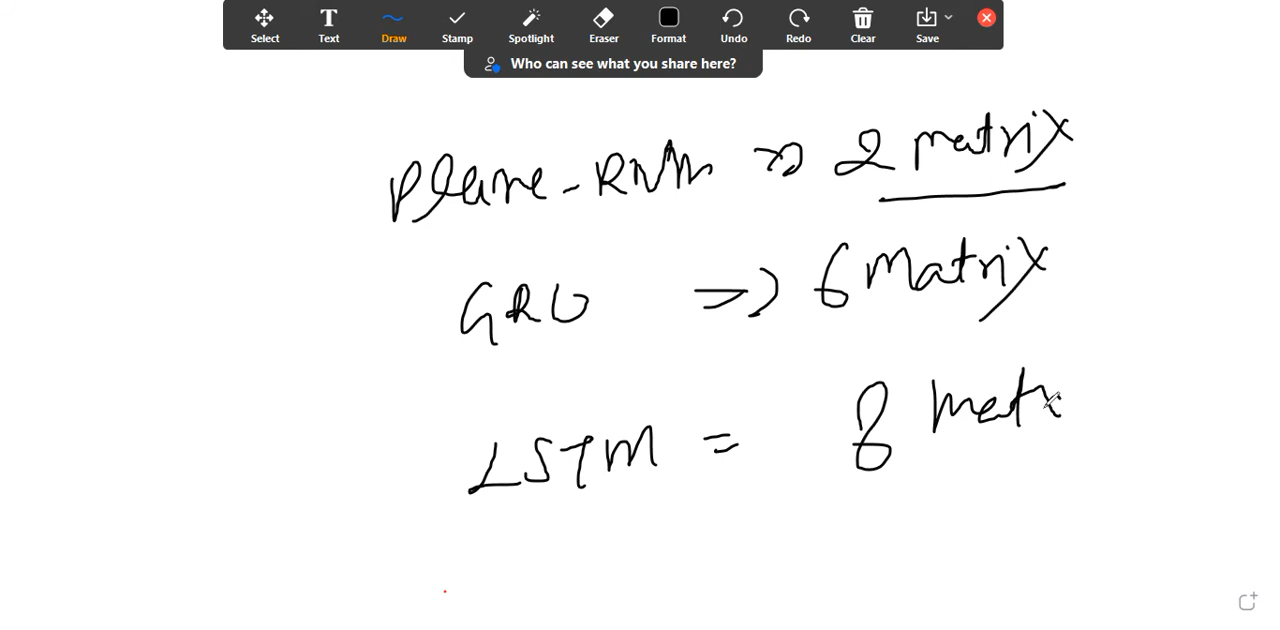 Select Text Draw Stamp Spotlight Eraser Format Undo Redo Clear Save
Who can see what you share here?
Plane-RNN => 2 matrix
GRU => 6 Matrix
LSTM = 8 metr